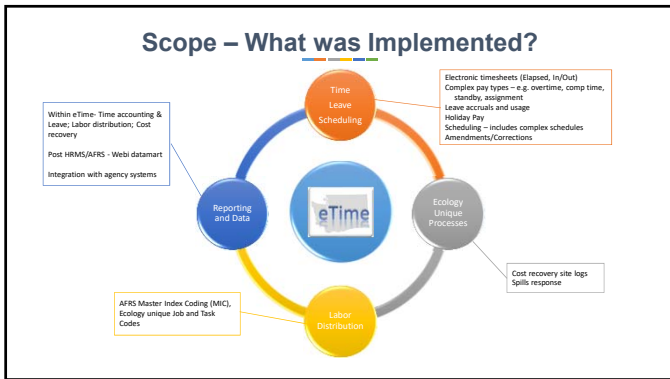 Scope – What was Implemented?
Time
Leave
Scheduling
Electronic timesheets (Elapsed, In/Out)
Complex pay types – e.g. overtime, comp time,
standby, assignment
Leave accruals and usage
Holiday Pay
Scheduling – includes complex schedules
Amendments/Corrections
Within eTime- Time accounting &
Leave; Labor distribution; Cost
recovery
Post HRMS/AFRS - Webi datamart
Integration with agency systems
Reporting
and Data
eTime
Ecology
Unique
Processes
Cost recovery site logs
Spills response
AFRS Master Index Coding (MIC),
Ecology unique Job and Task
Codes
Labor
Distribution